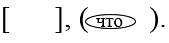 [ ], (что ).